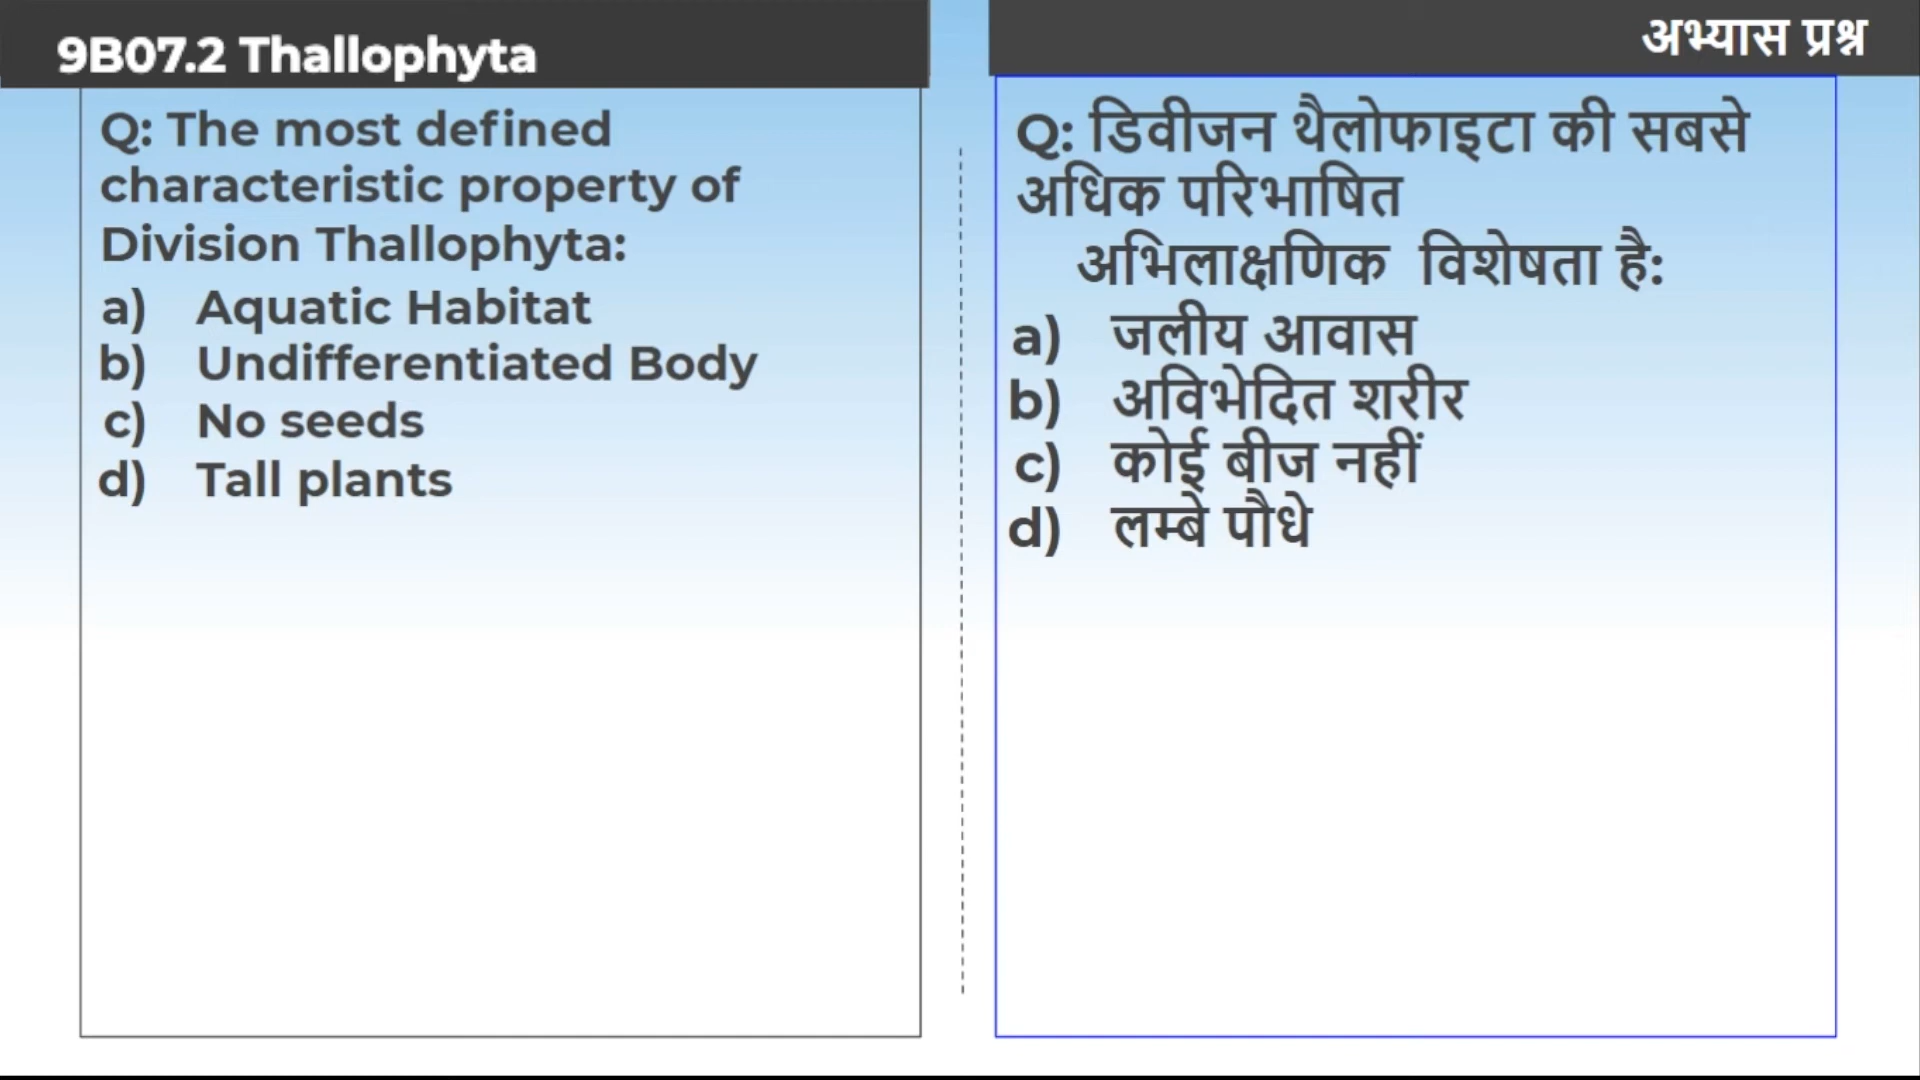 9B07.2 Thallophyta
Q: The most defined
characteristic property of
Division Thallophyta:
a) Aquatic Habitat
b) Undifferentiated Body
c) No seeds
d) Tall plants
अभ्यास प्रश्न
Q: डिवीजन थैलोफाइटा की सबसे
अधिक परिभाषित
अभिलाक्षणिक विशेषता है:
a) जलीय आवास
b) अविभेदित शरीर
c) कोई बीज नहीं
d) लम्बे पौधे